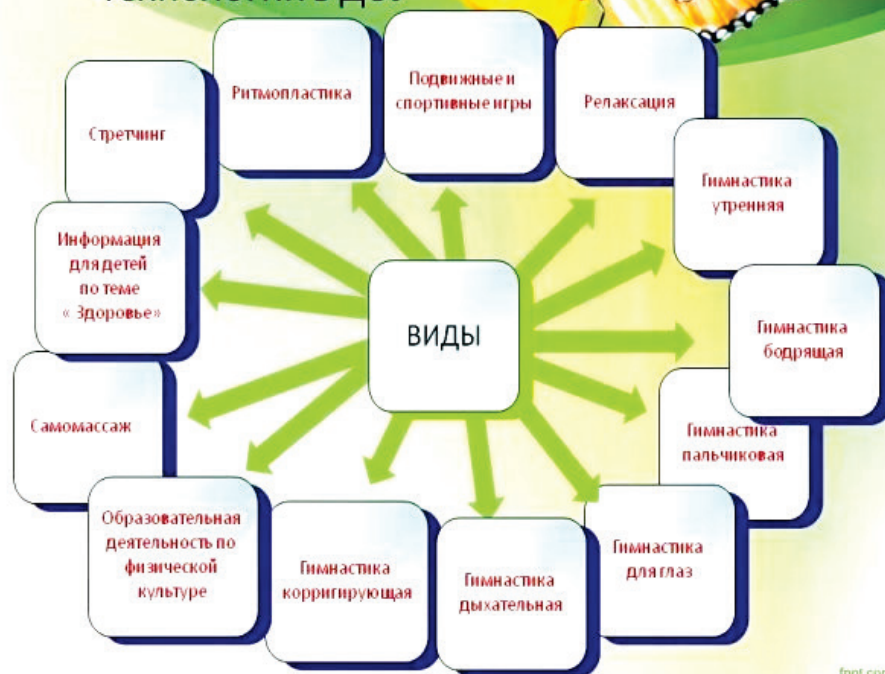 Ритмопластика
Подвижные и
спортивные игры
Релаксация
Стретчинг
Гимнастика
утренняя
Информация
для детей
по теме
« Здоровье»
ВИДЫ
Гимнастика
бодрящая
Самомассаж
Гимнастика
пальчиковая
Образовательная
деятельность по
физической
культуре
Гимнастика
корригирующая
Гимнастика
дыхательная
Гимнастика
для глаз